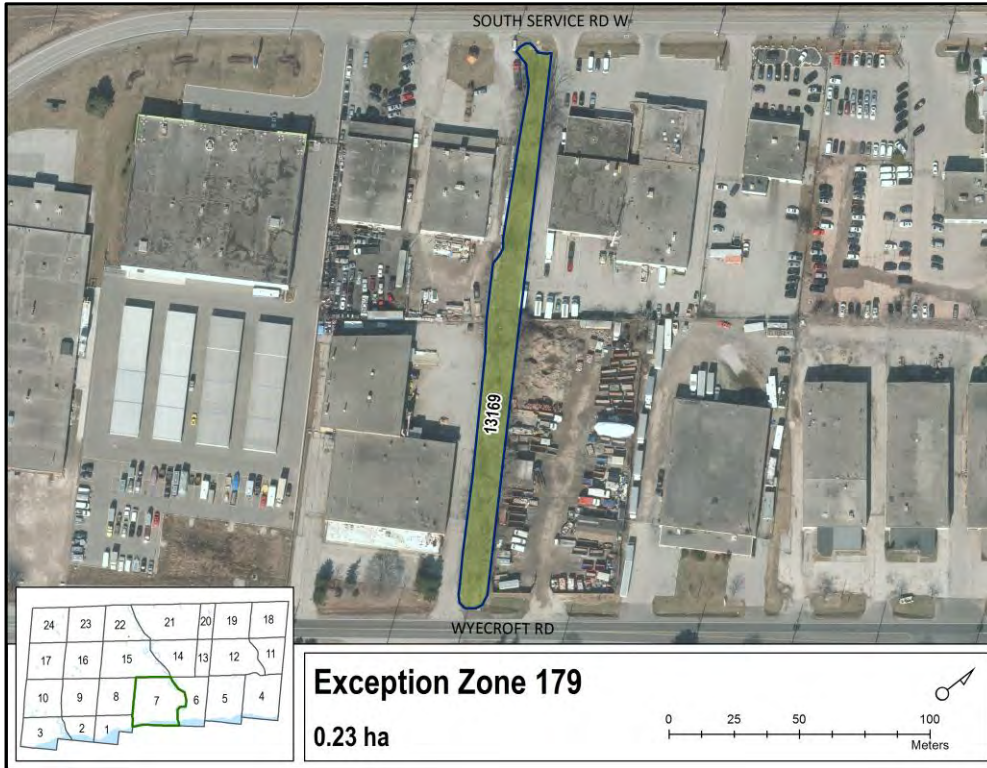 SOUTH SERVICE RD W
13169
WYECROFT RD
24 23 22 21 20 19 18
17 16 15 14 13 12 11
10 9 8 7 6 5 4
3 2 1
Exception Zone 179
0.23 ha
0 25 50 100
Meters